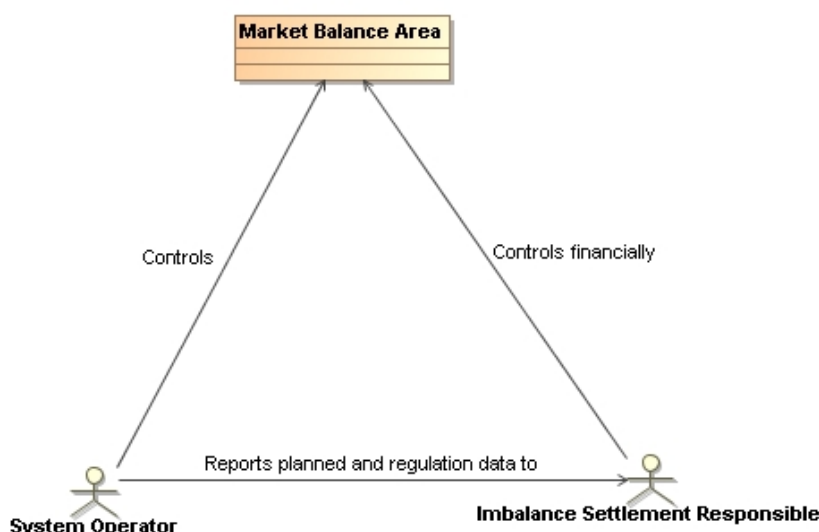 Market Balance Area
Controls
Controls financially
Reports planned and regulation data to
System Operator
Imbalance Settlement Responsible